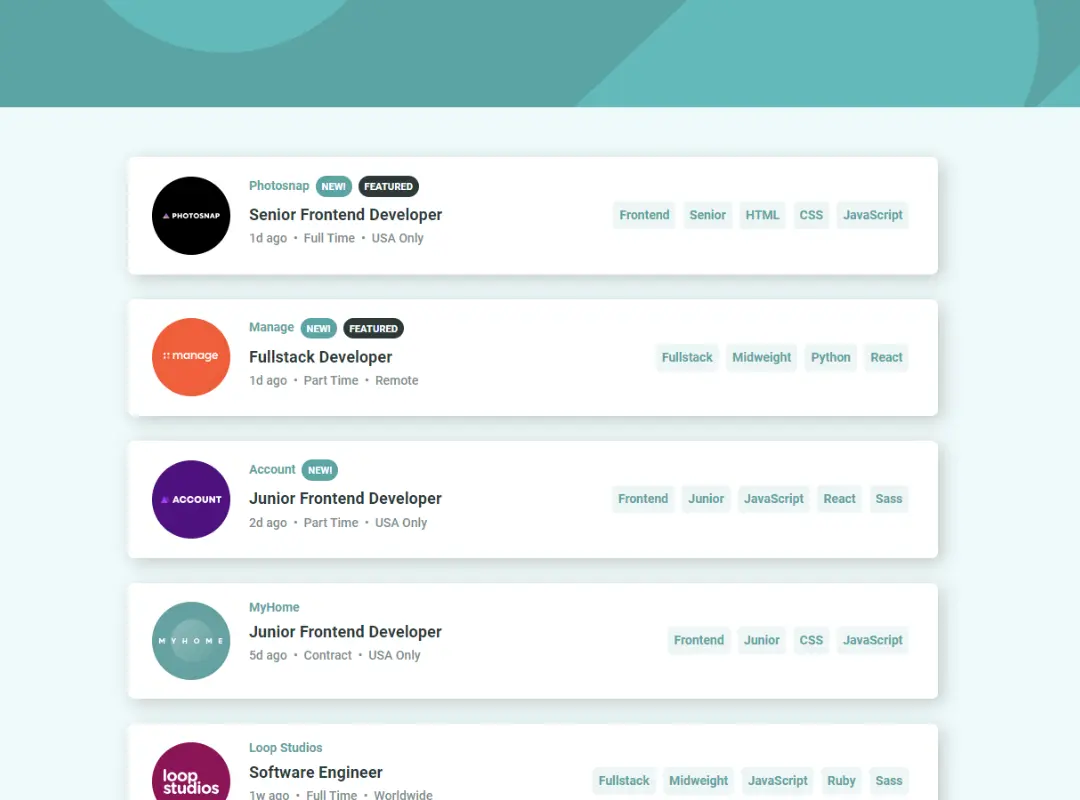 PHOTOSNAP
Photosnap NEW! FEATURED
Senior Frontend Developer
1d ago • Full Time • USA Only
Frontend Senior HTML CSS JavaScript
manage
Manage NEW! FEATURED
Fullstack Developer
1d ago • Part Time • Remote
Fullstack Midweight Python React
ACCOUNT
Account NEW!
Junior Frontend Developer
2d ago • Part Time • USA Only
Frontend Junior JavaScript React Sass
MYHOME
MyHome
Junior Frontend Developer
5d ago • Contract • USA Only
Frontend Junior CSS JavaScript
loop
studios
Loop Studios
Software Engineer
1w ago • Full Time • Worldwide
Fullstack Midweight JavaScript Ruby Sass